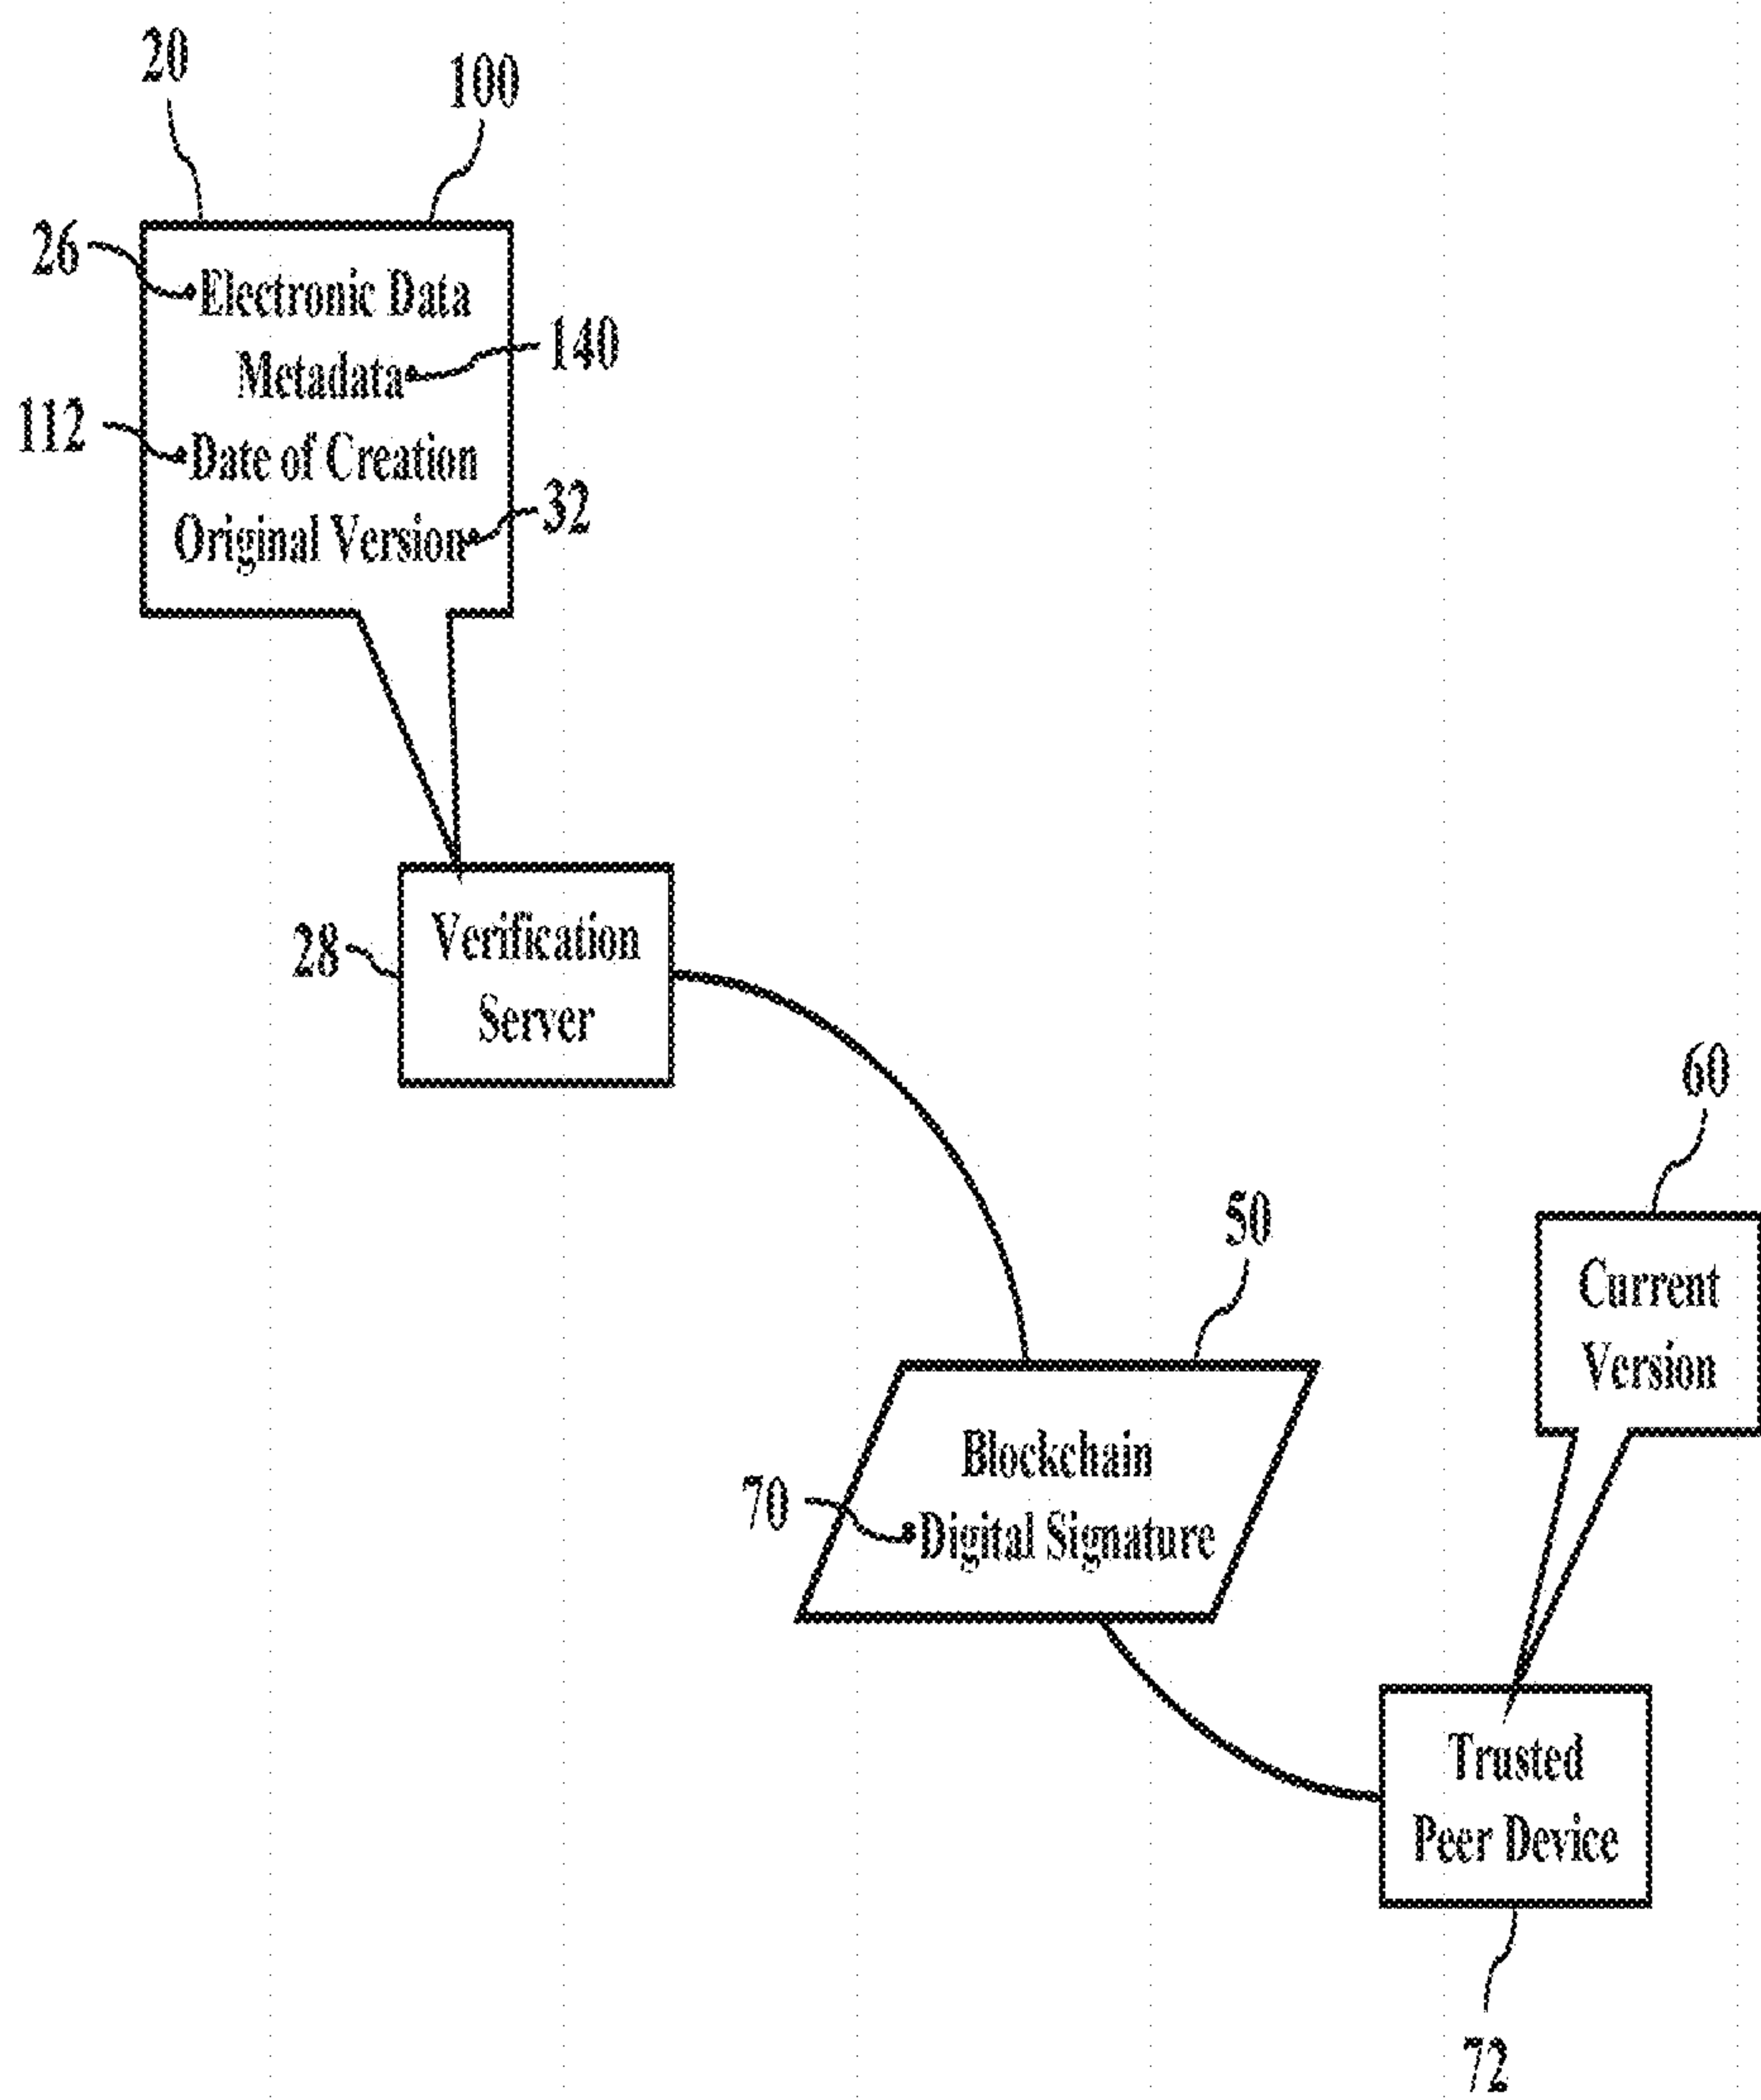 20
100
26
Electronic Data
Metadata
140
112
Date of Creation
Original Version
32
28
Verification
Server
60
Current
Version
50
Blockchain
70
Digital Signature
Trusted
Peer Device
72